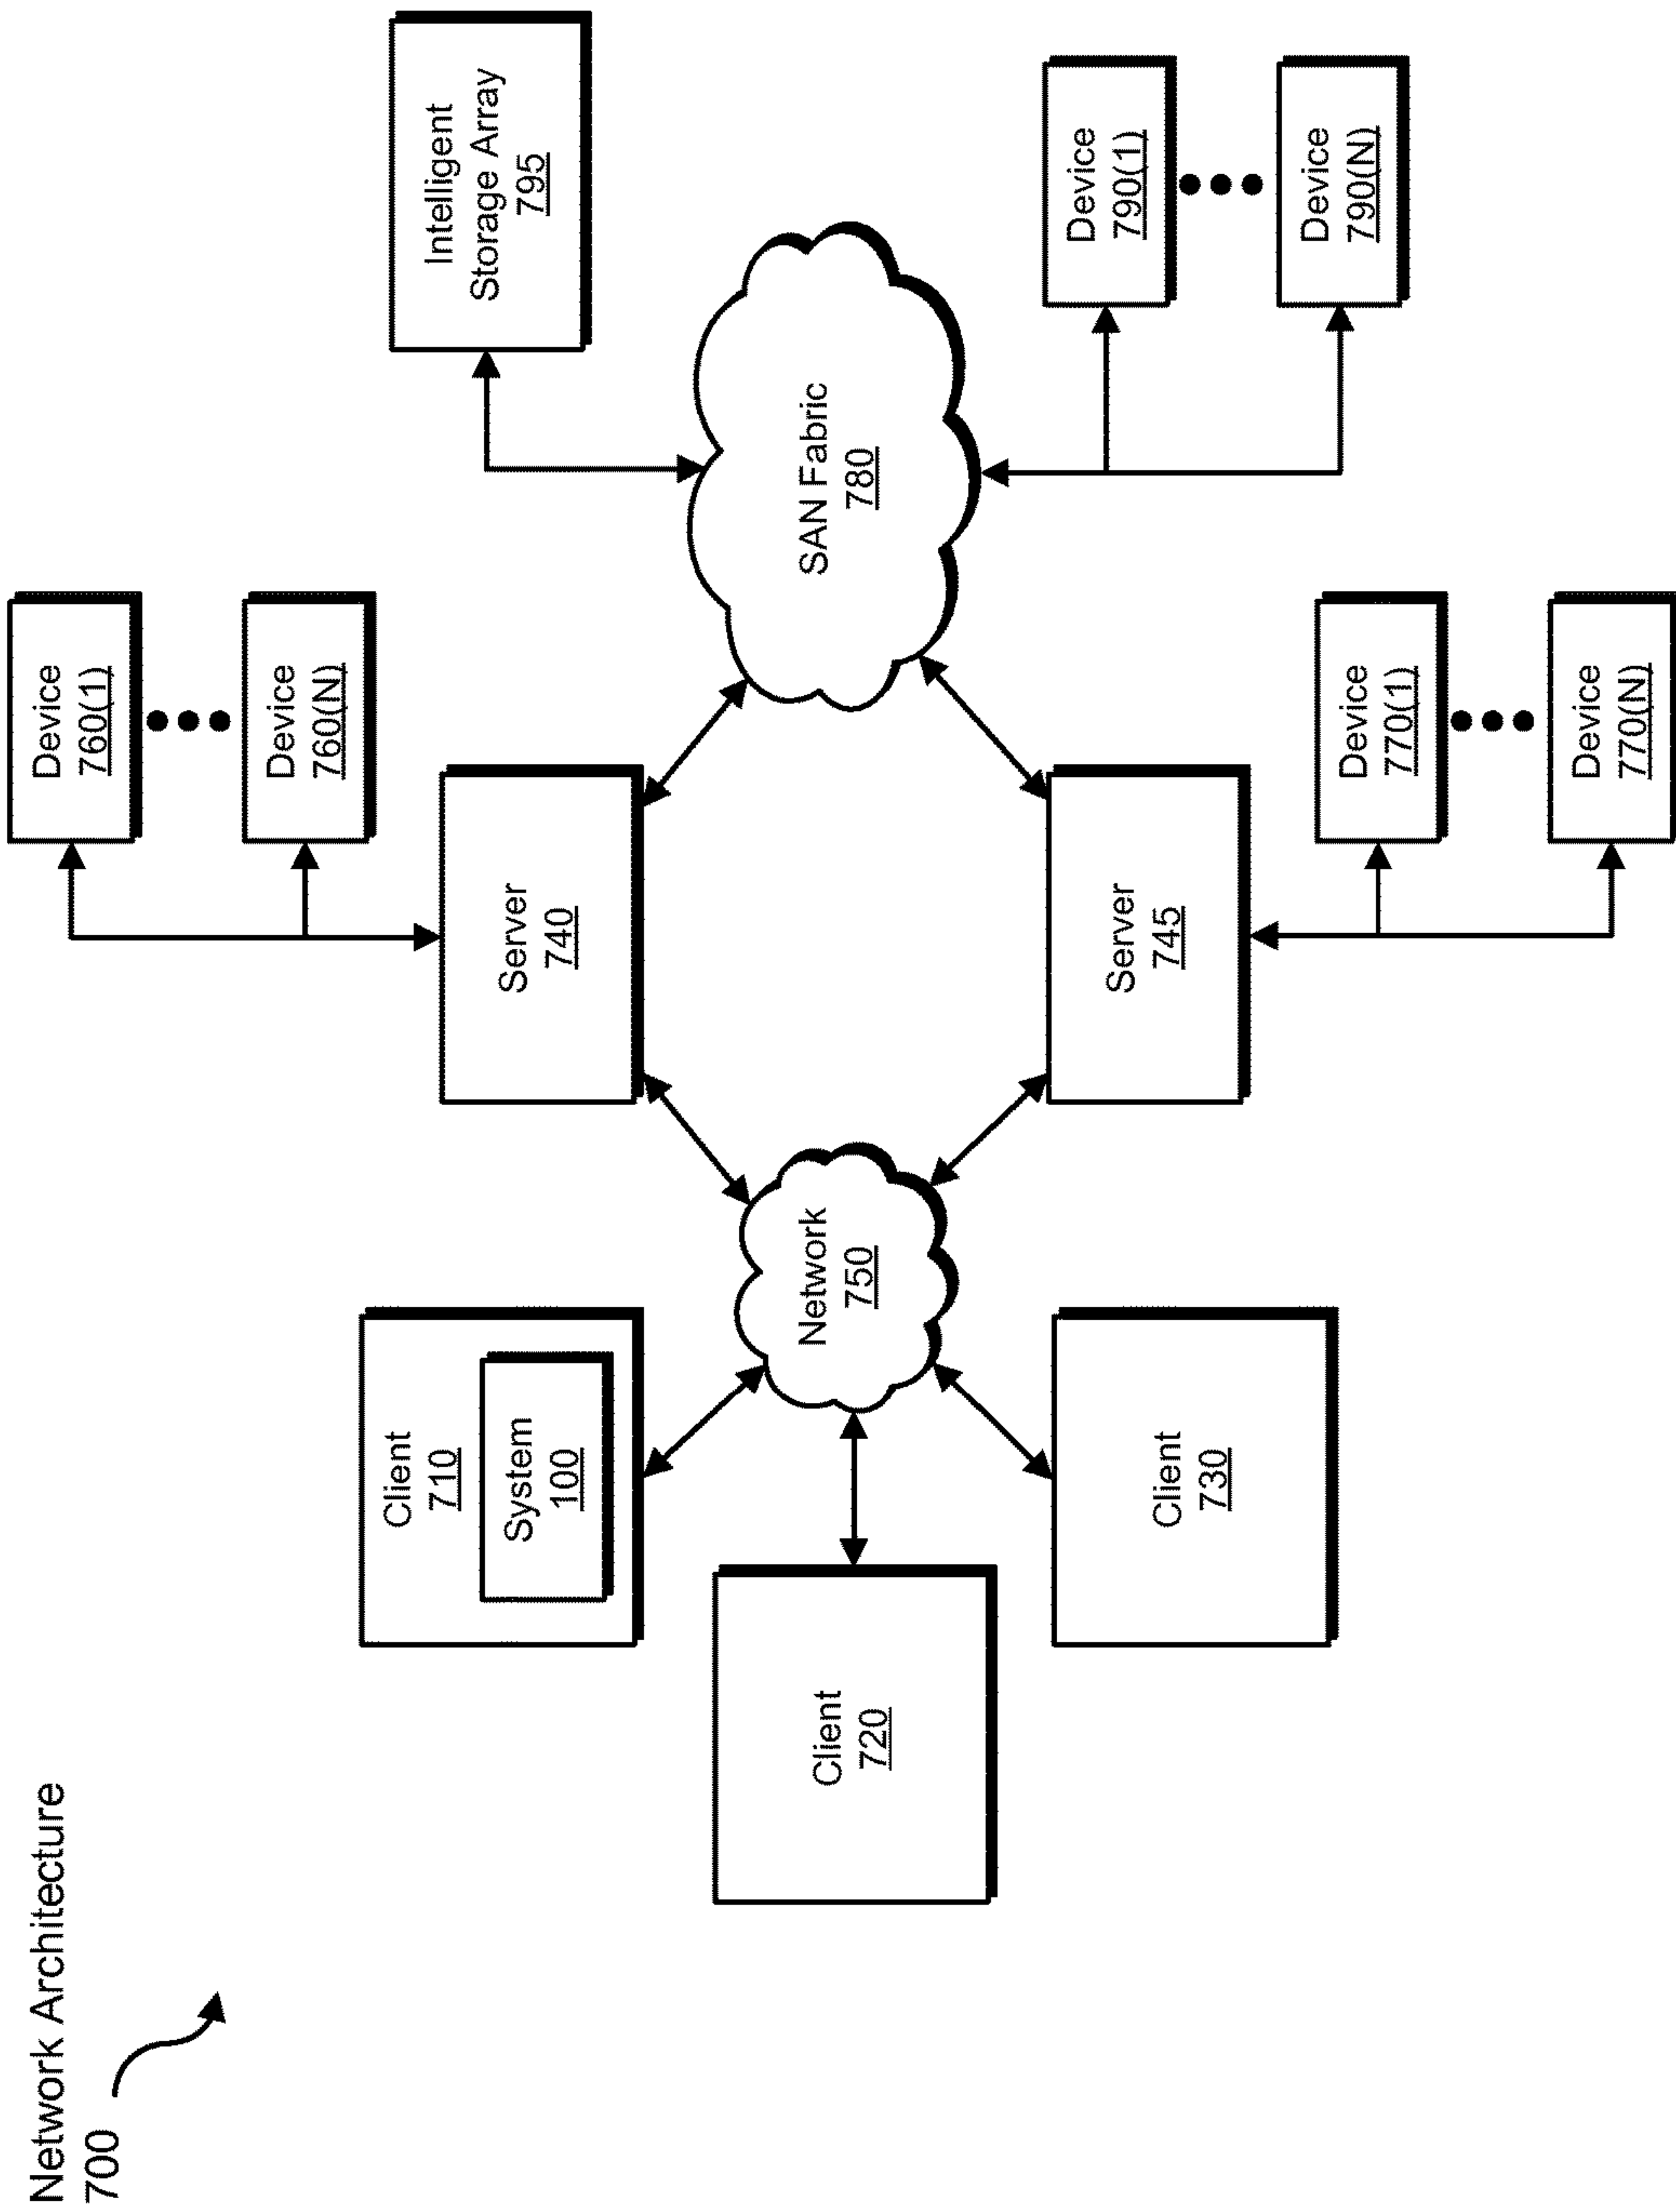 Network Architecture
700
Client
710
System
100
Client
720
Client
730
Network
750
Device
760(1)
Device
760(N)
Server
740
Server
745
Device
770(1)
Device
770(N)
SAN Fabric
780
Intelligent
Storage Array
795
Device
790(1)
Device
790(N)